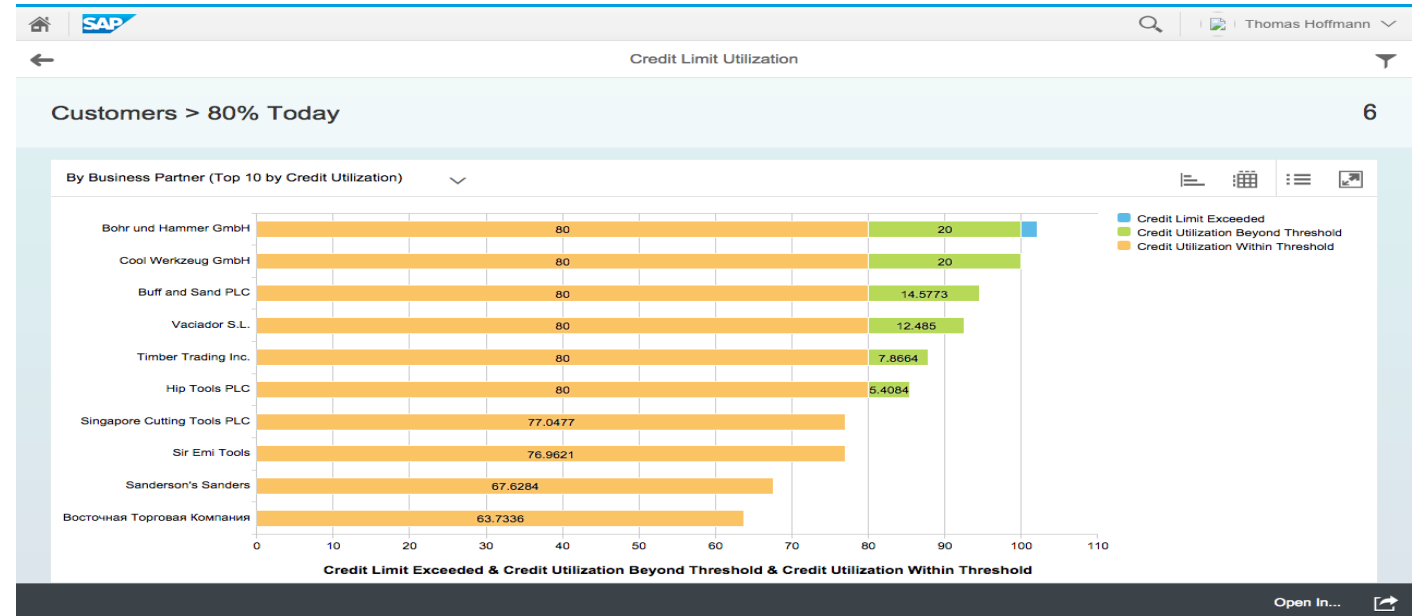 SAP
Thomas Hoffmann
Credit Limit Utilization
Customers > 80% Today
6
By Business Partner (Top 10 by Credit Utilization)
Credit Limit Exceeded
Credit Utilization Beyond Threshold
Credit Utilization Within Threshold
Bohr und Hammer GmbH 80 20
Cool Werkzeug GmbH 80 20
Buff and Sand PLC 80 14.5773
Vaciador S.L. 80 12.485
Timber Trading Inc. 80 7.8664
Hip Tools PLC 80 5.4084
Singapore Cutting Tools PLC 77.0477
Sir Emi Tools 76.9621
Sanderson's Sanders 67.6284
Восточная Торговая Компания 63.7336
0 10 20 30 40 50 60 70 80 90 100 110
Credit Limit Exceeded & Credit Utilization Beyond Threshold & Credit Utilization Within Threshold
Open In...